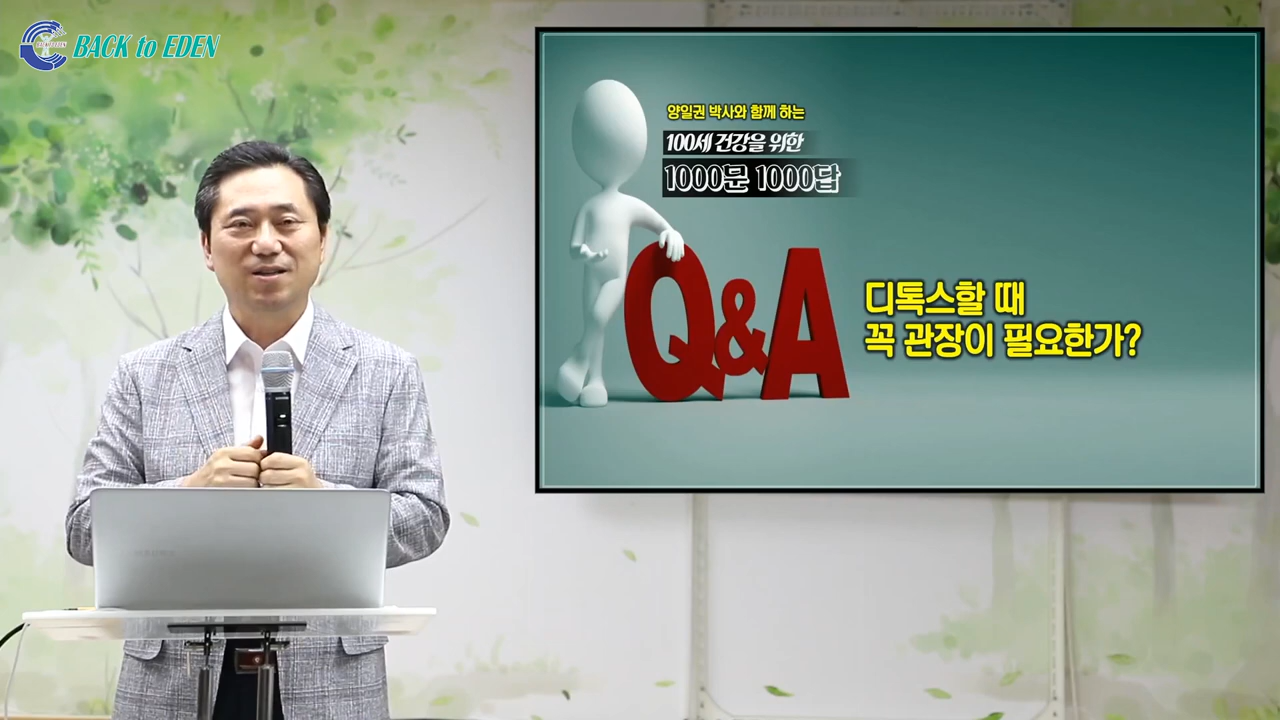 BACK to EDEN
양일권 박사와 함께 하는
100세 건강을 위한
1000문 1000답
Q&A
디톡스할 때
꼭 관장이 필요한가?